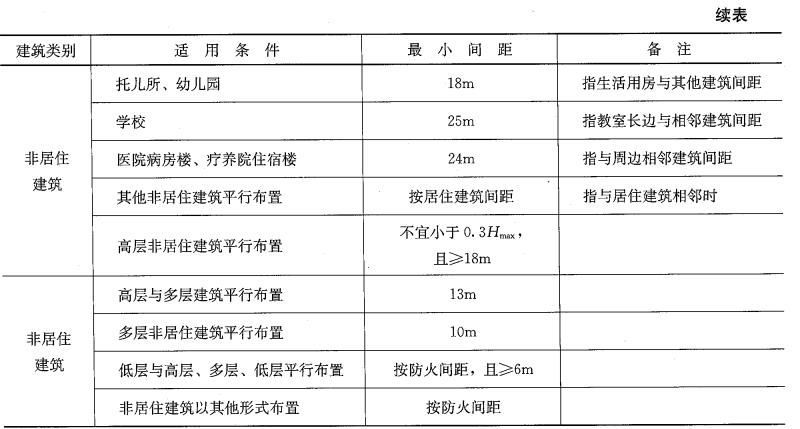 续表
建筑类别 适用条件 最小间距 备注
非居住建筑 托儿所、幼儿园 18m 指生活用房与其他建筑间距
学校 25m 指教室长边与相邻建筑间距
医院病房楼、疗养院住宿楼 24m 指与周边相邻建筑间距
其他非居住建筑平行布置 按居住建筑间距 指与居住建筑相邻时
高层非居住建筑平行布置 不宜小于0.3Hmax，
且≥18m
非居住建筑 高层与多层建筑平行布置 13m
多层非居住建筑平行布置 10m
低层与高层、多层、低层平行布置 按防火间距，且≥6m
非居住建筑以其他形式布置 按防火间距